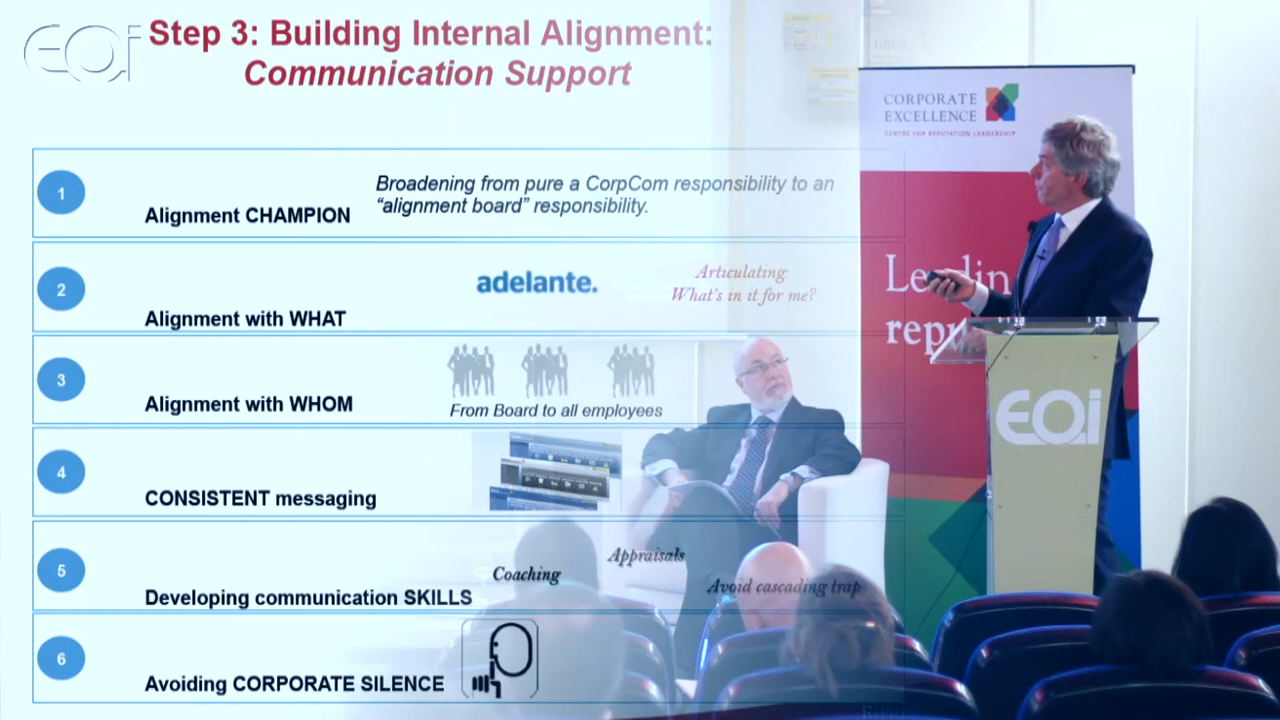 EOi
Step 3: Building Internal Alignment:
Communication Support
1
Alignment CHAMPION
Broadening from pure a CorpCom responsibility to an
“alignment board” responsibility.
2
Alignment with WHAT
adelante.
Articulating:
What's in it for me?
3
Alignment with WHOM
From Board to all employees
4
CONSISTENT messaging
5
Developing communication SKILLS
Coaching
Appraisals
Avoid cascading trap
6
Avoiding CORPORATE SILENCE
CORPORATE
EXCELLENCE
CENTRE FOR REPUTATION LEADERSHIP
EOi